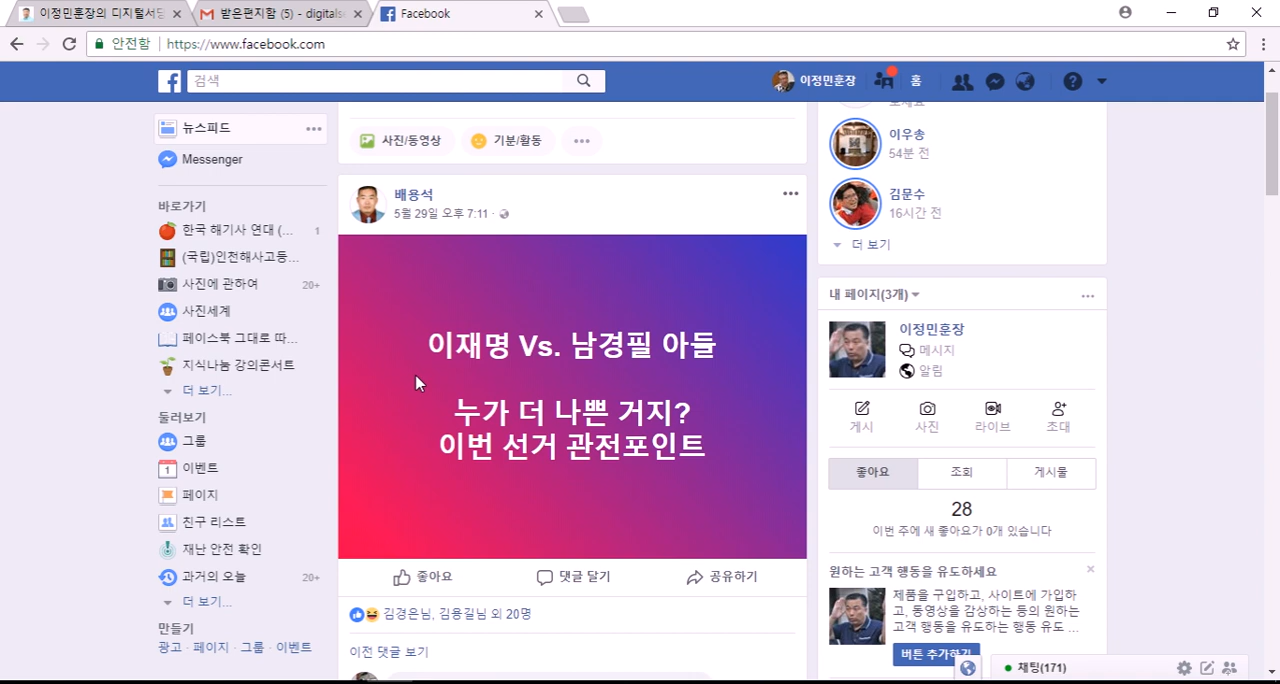 이정민훈장의 디지털서당
받은편지함 (5) - digitalse
Facebook
안전함
https://www.facebook.com
검색
이정민훈장
홈
뉴스피드
Messenger
바로가기
한국 해기사 연대 (... 1
(국립)인천해사고등...
사진에 관하여 20+
사진세계
페이스북 그대로 따...
지식나눔 강의콘서트
더 보기...
둘러보기
그룹
이벤트
페이지
친구 리스트
재난 안전 확인
과거의 오늘 20+
더 보기...
만들기
광고 · 페이지 · 그룹 · 이벤트
사진/동영상
기분/활동
배용석
5월 29일 오후 7:11 ·
이재명 Vs. 남경필 아들
누가 더 나쁜 거지?
이번 선거 관전포인트
좋아요
댓글 달기
공유하기
김경은님, 김용길님 외 20명
이전 댓글 보기
이우송
54분 전
김문수
16시간 전
더 보기
내 페이지(3개)
이정민훈장
메시지
알림
게시
사진
라이브
초대
좋아요
조회
게시물
28
이번 주에 새 좋아요가 0개 있습니다
원하는 고객 행동을 유도하세요
제품을 구입하고, 사이트에 가입하
고, 동영상을 감상하는 등의 원하는
고객 행동을 유도하는 행동 유도 ...
버튼 추가하기
채팅(171)